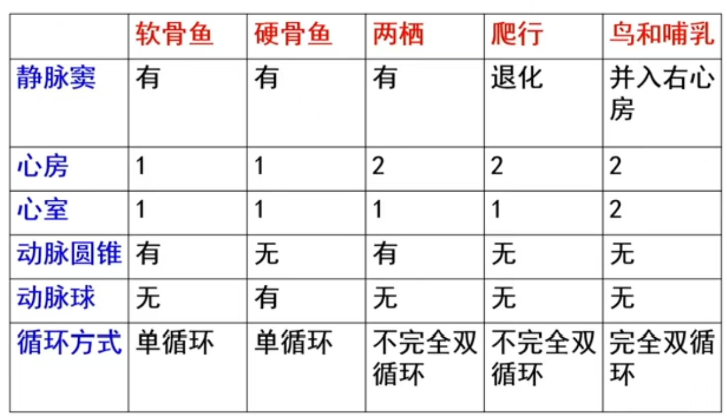 软骨鱼 硬骨鱼 两栖 爬行 鸟和哺乳
静脉窦 有 有 有 退化 并入右心
房
心房 1 1 2 2 2
心室 1 1 1 1 2
动脉圆锥 有 无 有 无 无
动脉球 无 有 无 无 无
循环方式 单循环 单循环 不完全双 不完全双 完全双循
循环 循环 环